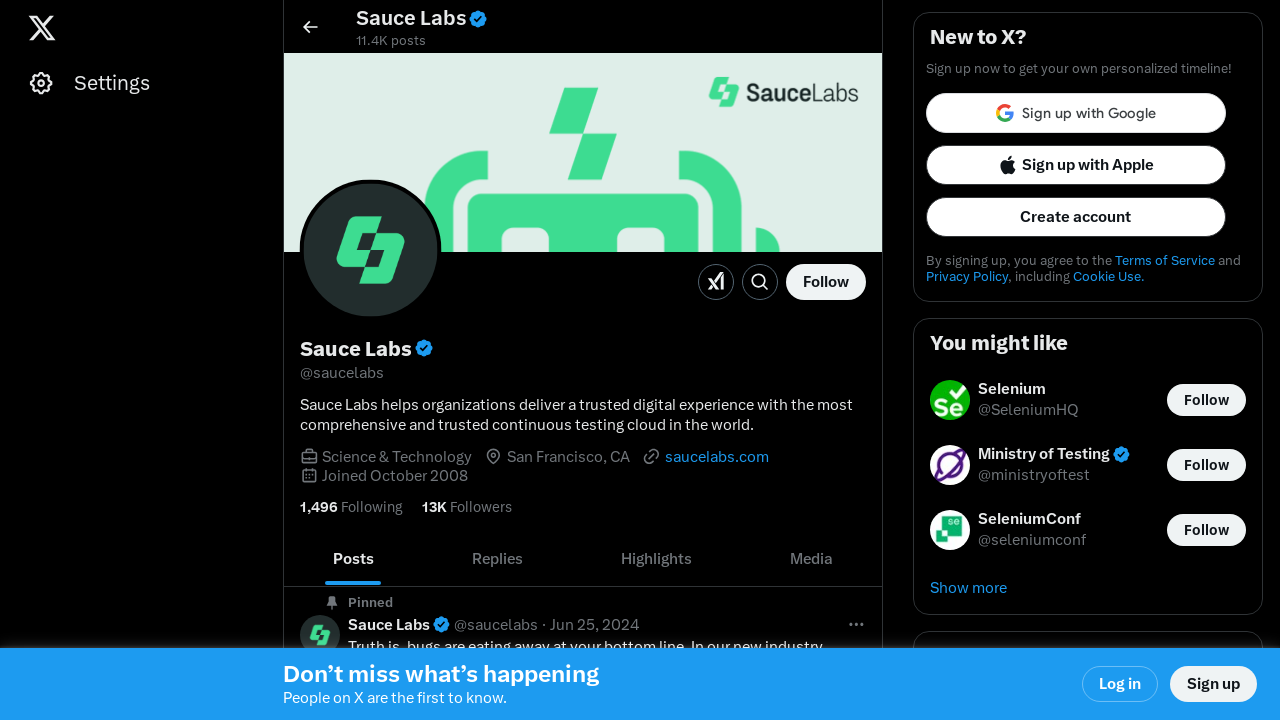 Settings
Sauce Labs
11.4K posts
SauceLabs
Follow
Sauce Labs
@saucelabs
Sauce Labs helps organizations deliver a trusted digital experience with the most
comprehensive and trusted continuous testing cloud in the world.
Science & Technology San Francisco, CA saucelabs.com
Joined October 2008
1,496 Following 13K Followers
Posts Replies Highlights Media
Pinned
Sauce Labs @saucelabs · Jun 25, 2024
Truth is, bugs are eating away at your bottom line. In our new industry
New to X?
Sign up now to get your own personalized timeline!
Sign up with Google
Sign up with Apple
Create account
By signing up, you agree to the Terms of Service and
Privacy Policy, including Cookie Use.
You might like
Selenium
@SeleniumHQ
Follow
Ministry of Testing
@ministryoftest
Follow
SeleniumConf
@seleniumconf
Follow
Show more
Don’t miss what’s happening
People on X are the first to know.
Log in
Sign up